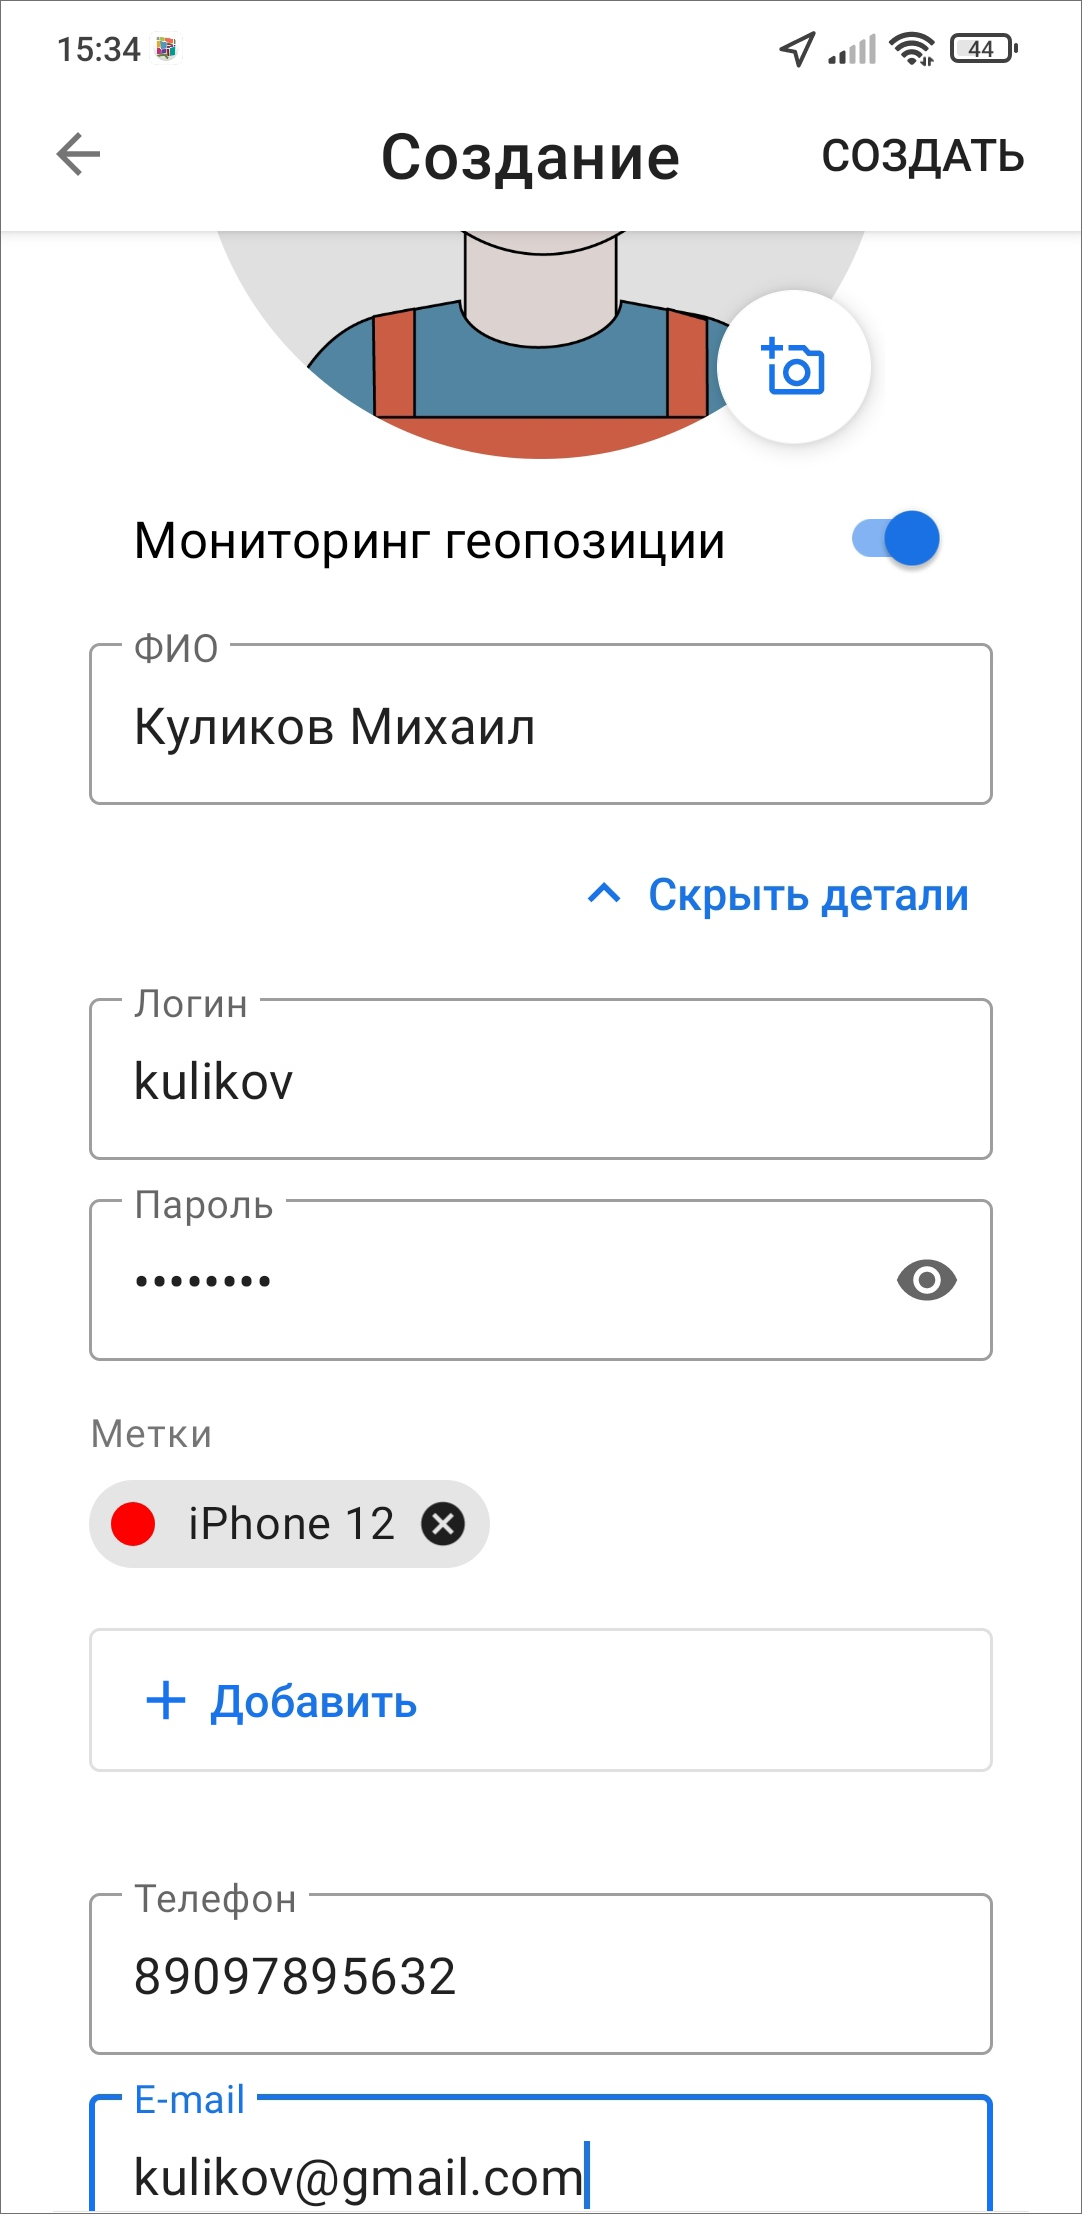 15:34
44
Создание
СОЗДАТЬ
Мониторинг геопозиции
ФИО
Куликов Михаил
Скрыть детали
Логин
kulikov
Пароль
••••••••
Метки
iPhone 12
+ Добавить
Телефон
89097895632
E-mail
kulikov@gmail.com